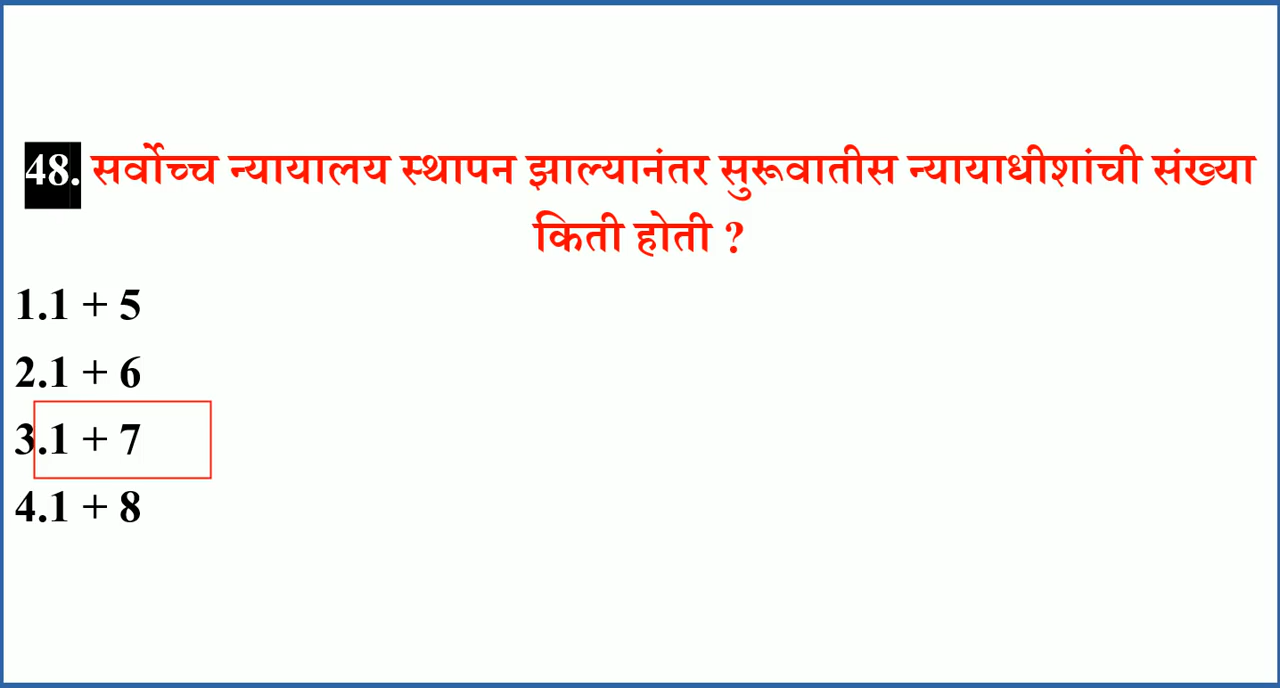 48. सर्वोच्च न्यायालय स्थापन झाल्यानंतर सुरूवातीस न्यायाधीशांची संख्या
किती होती ?
1.1 + 5
2.1 + 6
3.1 + 7
4.1 + 8